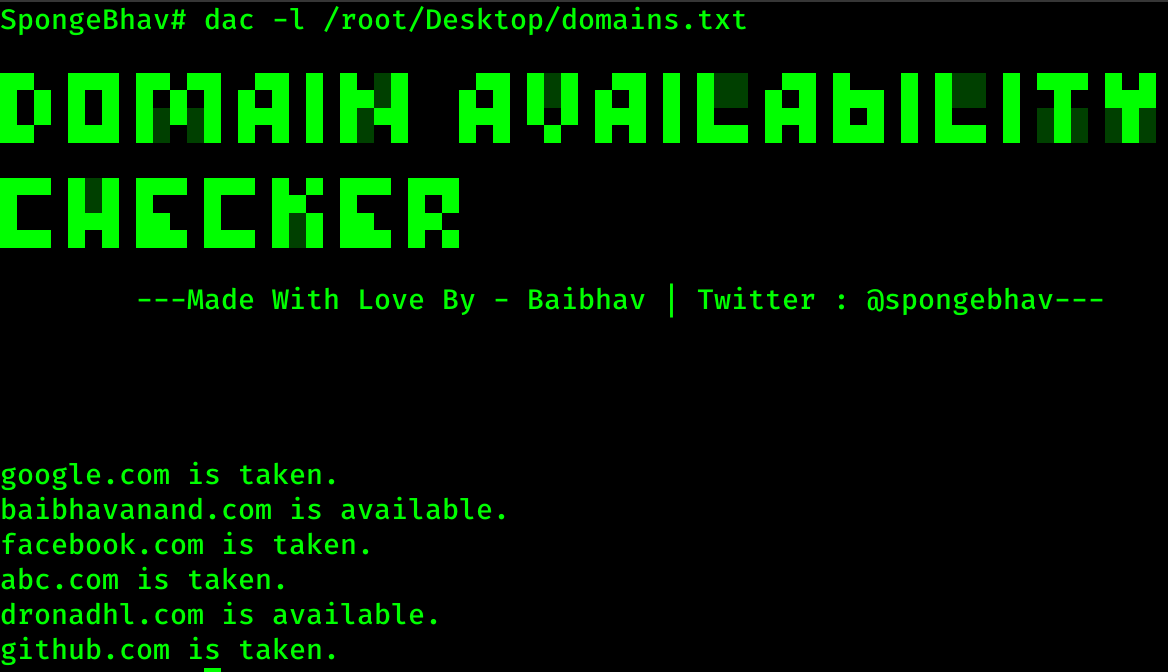 SpongeBhav# dac -l /root/Desktop/domains.txt
DOMAIN AVAILAbILITY
CHECKER
---Made With Love By - Baibhav | Twitter : @spongebhav---
google.com is taken.
baibhavanand.com is available.
facebook.com is taken.
abc.com is taken.
dronadhl.com is available.
github.com is taken.